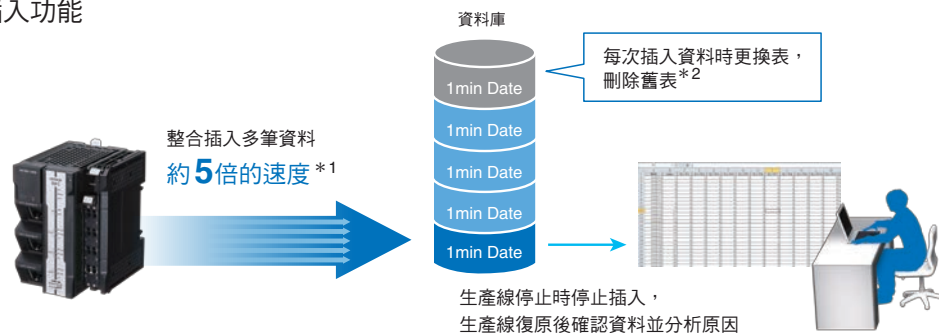 插入功能
資料庫
每次插入資料時更換表，
刪除舊表*2
1min Date
整合插入多筆資料
約5倍的速度*1
1min Date
1min Date
1min Date
1min Date
生產線停止時停止插入，
生產線復原後確認資料並分析原因